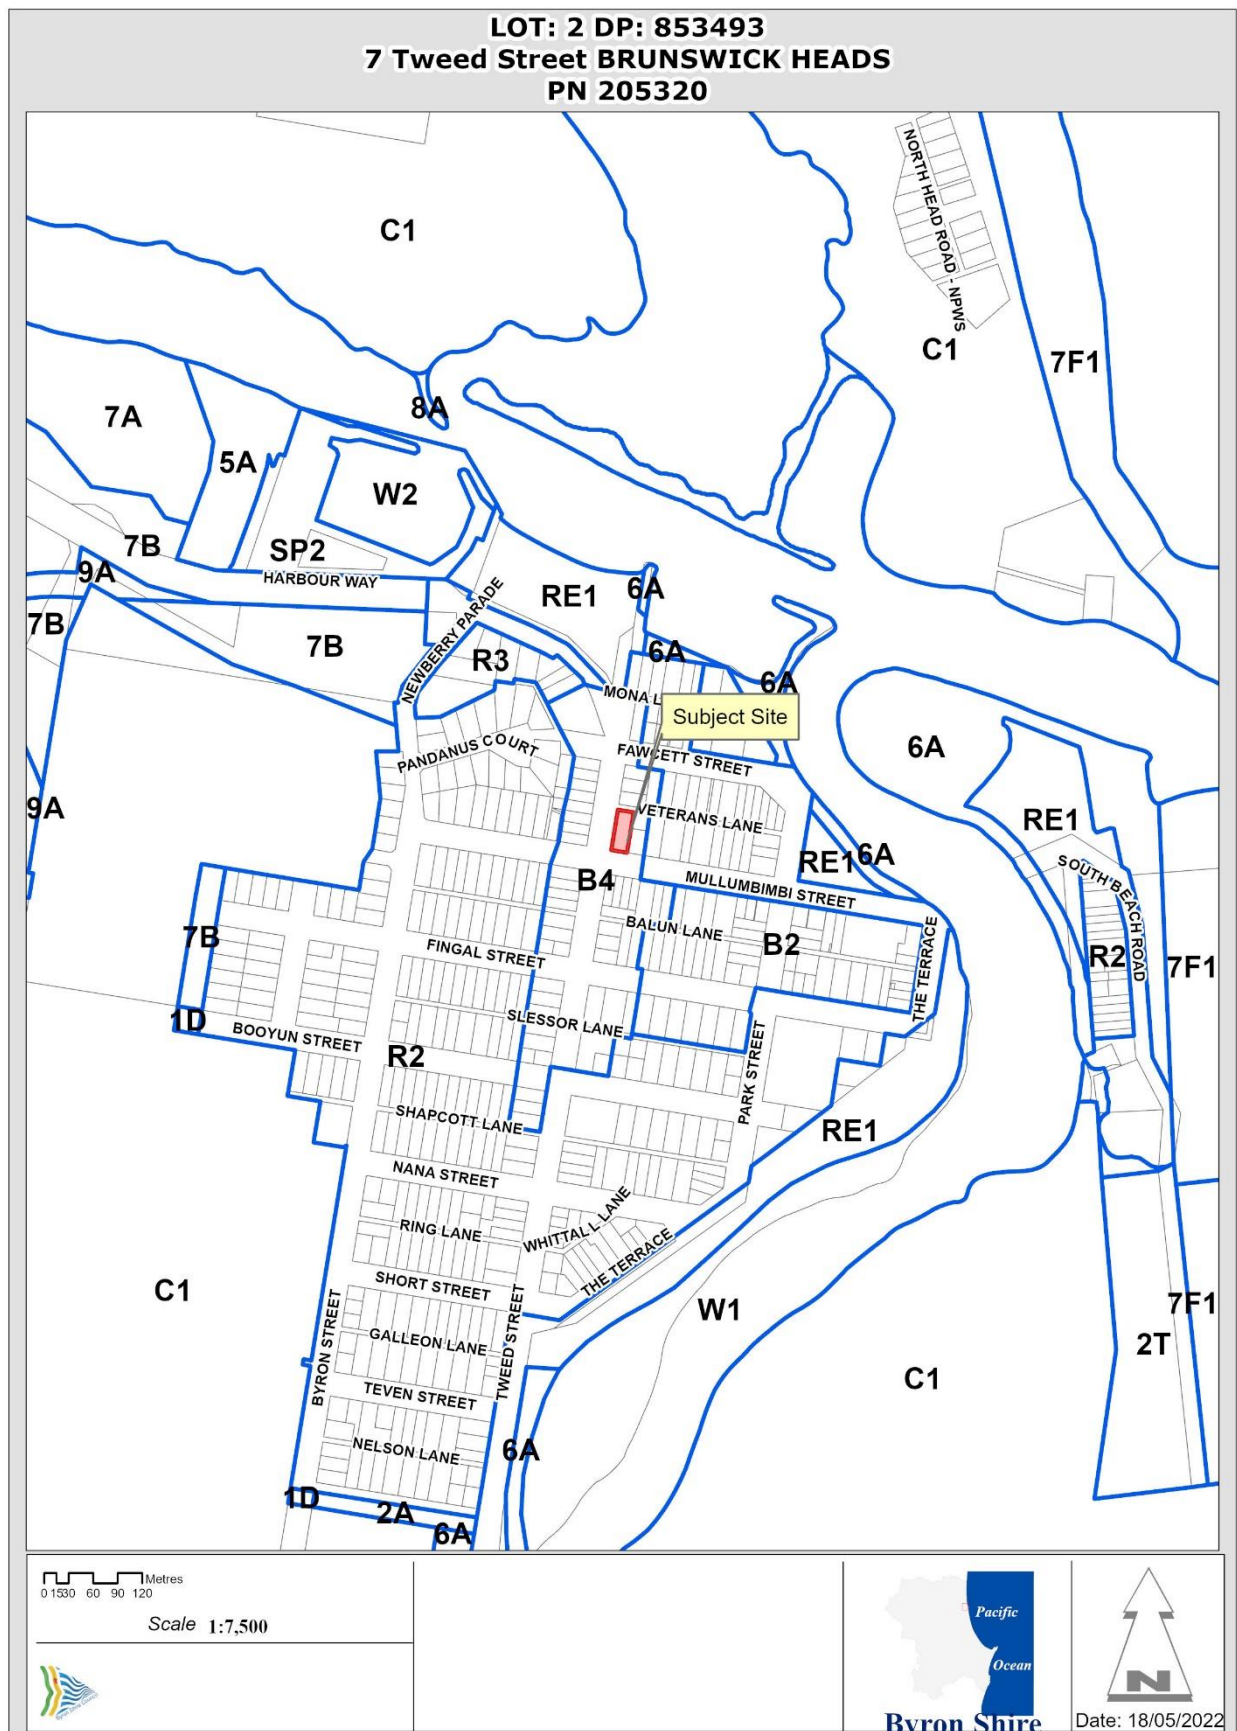 LOT: 2 DP: 853493
7 Tweed Street BRUNSWICK HEADS
PN 205320
NORTH HEAD ROAD - NPWS
C1
C1
7F1
8A
7A
5A
W2
7B
SP2
9A
HARBOUR WAY
RE1
6A
7B
7B
NEWBERRY PARADE
R3
6A
6A
MONA L
Subject Site
PANDANUS COURT
FAWCETT STREET
6A
9A
VETERANS LANE
RE1
RE1
6A
SOUTH BEACH ROAD
B4
MULLUMBIMBI STREET
7B
FINGAL STREET
BALUN LANE
B2
THE TERRACE
R2
7F1
1D
BOOYUN STREET
SLESSOR LANE
R2
PARK STREET
SHAPCOTT LANE
RE1
NANA STREET
RING LANE
WHITTALL LANE
THE TERRACE
C1
SHORT STREET
W1
7F1
BYRON STREET
GALLEON LANE
TWEED STREET
2T
C1
TEVEN STREET
NELSON LANE
6A
1D
2A
6A
Metres
0 15 30 60 90 120
Scale 1:7,500
Byron Shire Council
Pacific
Ocean
Byron Shire
N
Date: 18/05/2022